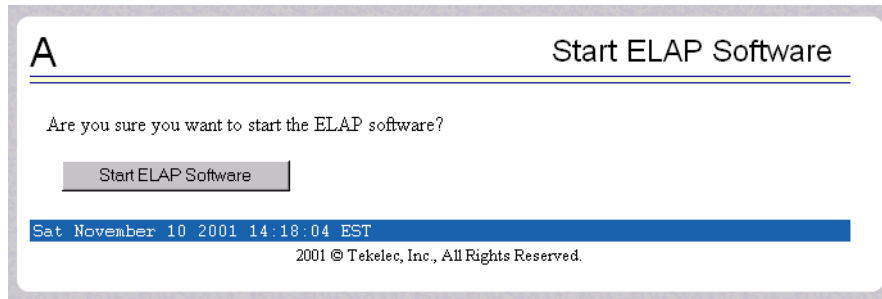 A
Start ELAP Software
Are you sure you want to start the ELAP software?
Start ELAP Software
Sat November 10 2001 14:18:04 EST
2001 © Tekelec, Inc., All Rights Reserved.